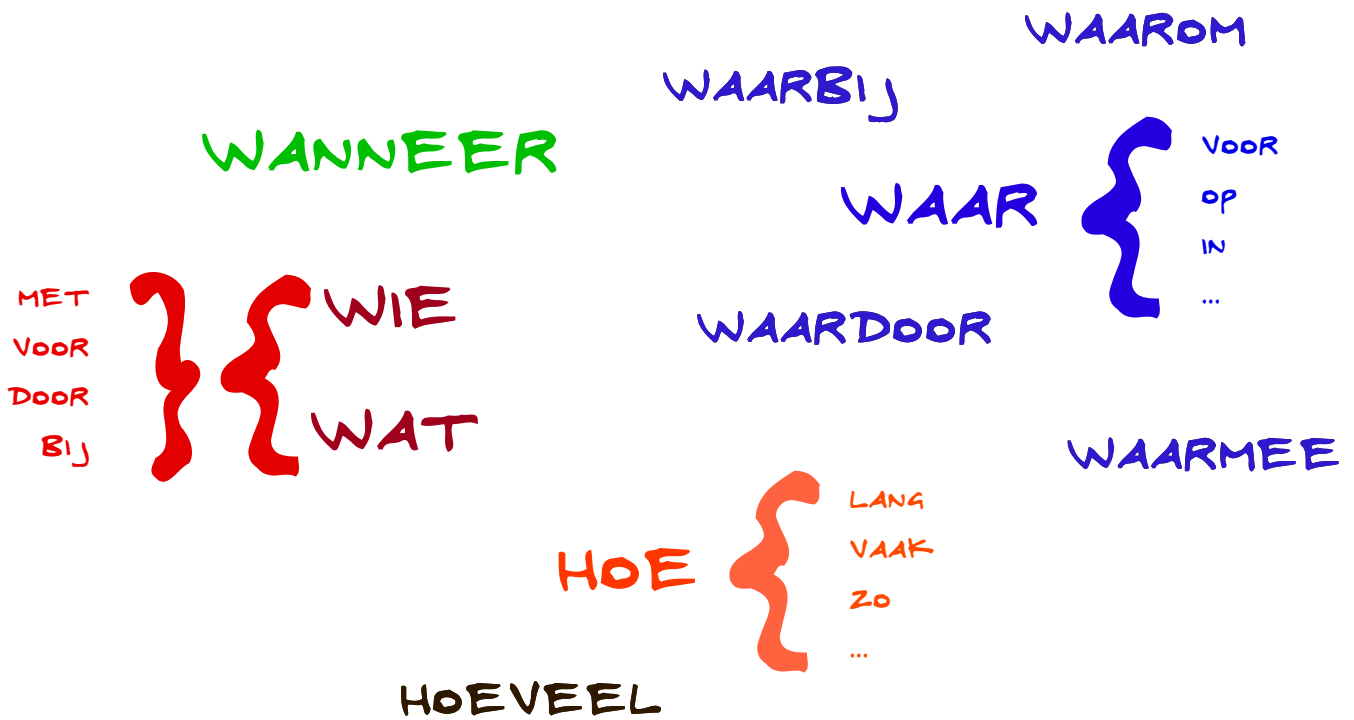 WAAROM
WAARBIJ
WANNEER
WAAR
VOOR
OP
IN
...
MET
VOOR
DOOR
BIJ
WIE
WAT
WAARDOOR
WAARMEE
HOE
LANG
VAAK
ZO
...
HOEVEEL